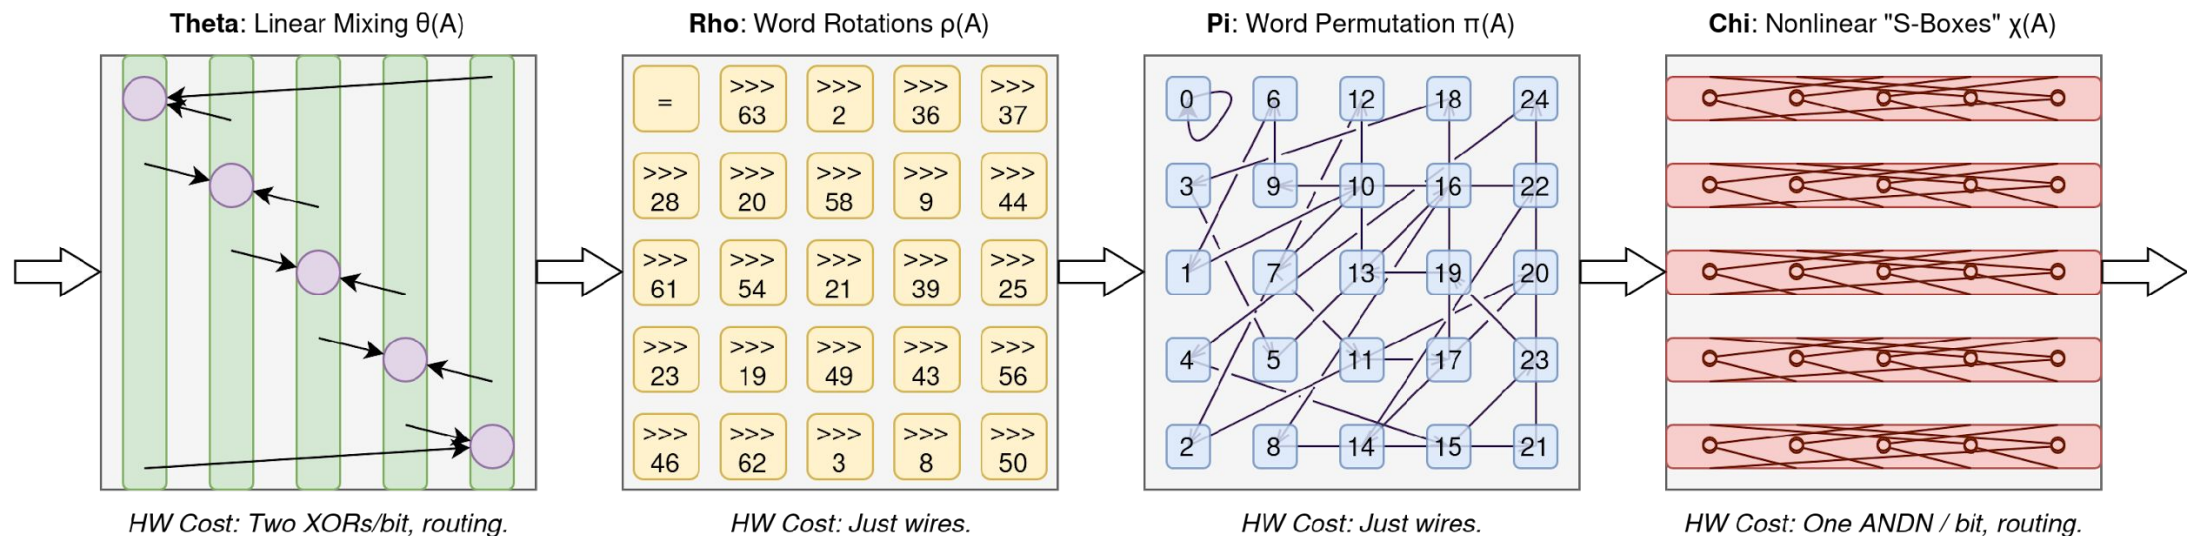 Theta: Linear Mixing θ(A)
Rho: Word Rotations ρ(A)
Pi: Word Permutation π(A)
Chi: Nonlinear "S-Boxes" χ(A)
= >>> >>> >>> >>>
63 2 36 37
>>> >>> >>> >>> >>>
28 20 58 9 44
>>> >>> >>> >>> >>>
61 54 21 39 25
>>> >>> >>> >>> >>>
23 19 49 43 56
>>> >>> >>> >>> >>>
46 62 3 8 50
0 6 12 18 24
3 9 10 16 22
1 7 13 19 20
4 5 11 17 23
2 8 14 15 21
HW Cost: Two XORs/bit, routing.
HW Cost: Just wires.
HW Cost: Just wires.
HW Cost: One ANDN / bit, routing.